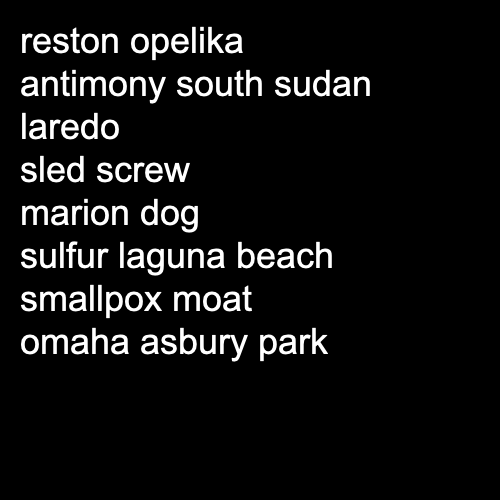 reston opelika
antimony south sudan
laredo
sled screw
marion dog
sulfur laguna beach
smallpox moat
omaha asbury park